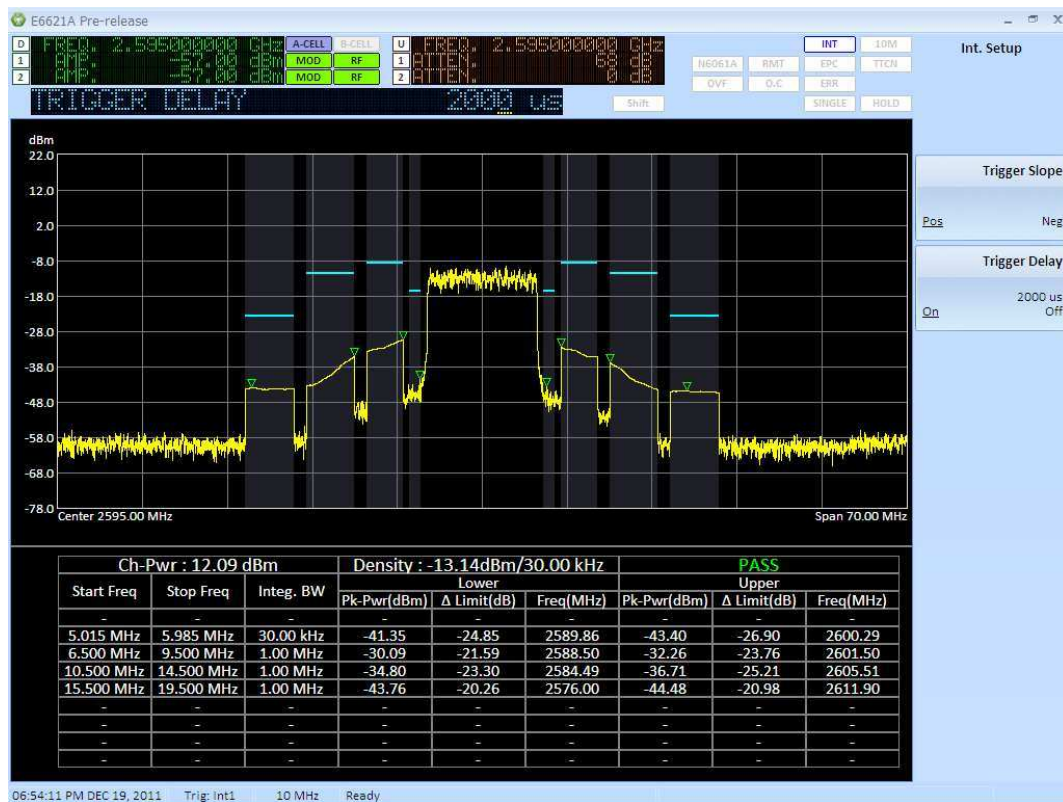 E6621A Pre-release
D FREQ. 2.595000000 GHz A-CELL B-CELL U FREQ. 2.595000000 GHz INT 10M Int. Setup
1 AMP. -57.00 dBm MOD RF 1 ATTEN. 68 dB N6061A RMT EPC TTCN
2 AMP. -57.00 dBm MOD RF 2 ATTEN. 0 dB OVF O.C ERR
TRIGGER DELAY 2000 us Shift SINGLE HOLD
dBm
22.0
12.0
2.0
-8.0
-18.0
-28.0
-38.0
-48.0
-58.0
-68.0
-78.0
Center 2595.00 MHz Span 70.00 MHz
Trigger Slope
Pos Neg
Trigger Delay
2000 us
On Off
Ch-Pwr : 12.09 dBm Density : -13.14dBm/30.00 kHz PASS
Start Freq Stop Freq Integ. BW Lower Upper
Pk-Pwr(dBm) Δ Limit(dB) Freq(MHz) Pk-Pwr(dBm) Δ Limit(dB) Freq(MHz)
- - - - - - - - -
5.015 MHz 5.985 MHz 30.00 kHz -41.35 -24.85 2589.86 -43.40 -26.90 2600.29
6.500 MHz 9.500 MHz 1.00 MHz -30.09 -21.59 2588.50 -32.26 -23.76 2601.50
10.500 MHz 14.500 MHz 1.00 MHz -34.80 -23.30 2584.49 -36.71 -25.21 2605.51
15.500 MHz 19.500 MHz 1.00 MHz -43.76 -20.26 2576.00 -44.48 -20.98 2611.90
- - - - - - - - -
- - - - - - - - -
- - - - - - - - -
- - - - - - - - -
06:54:11 PM DEC 19, 2011 Trig: Int1 10 MHz Ready